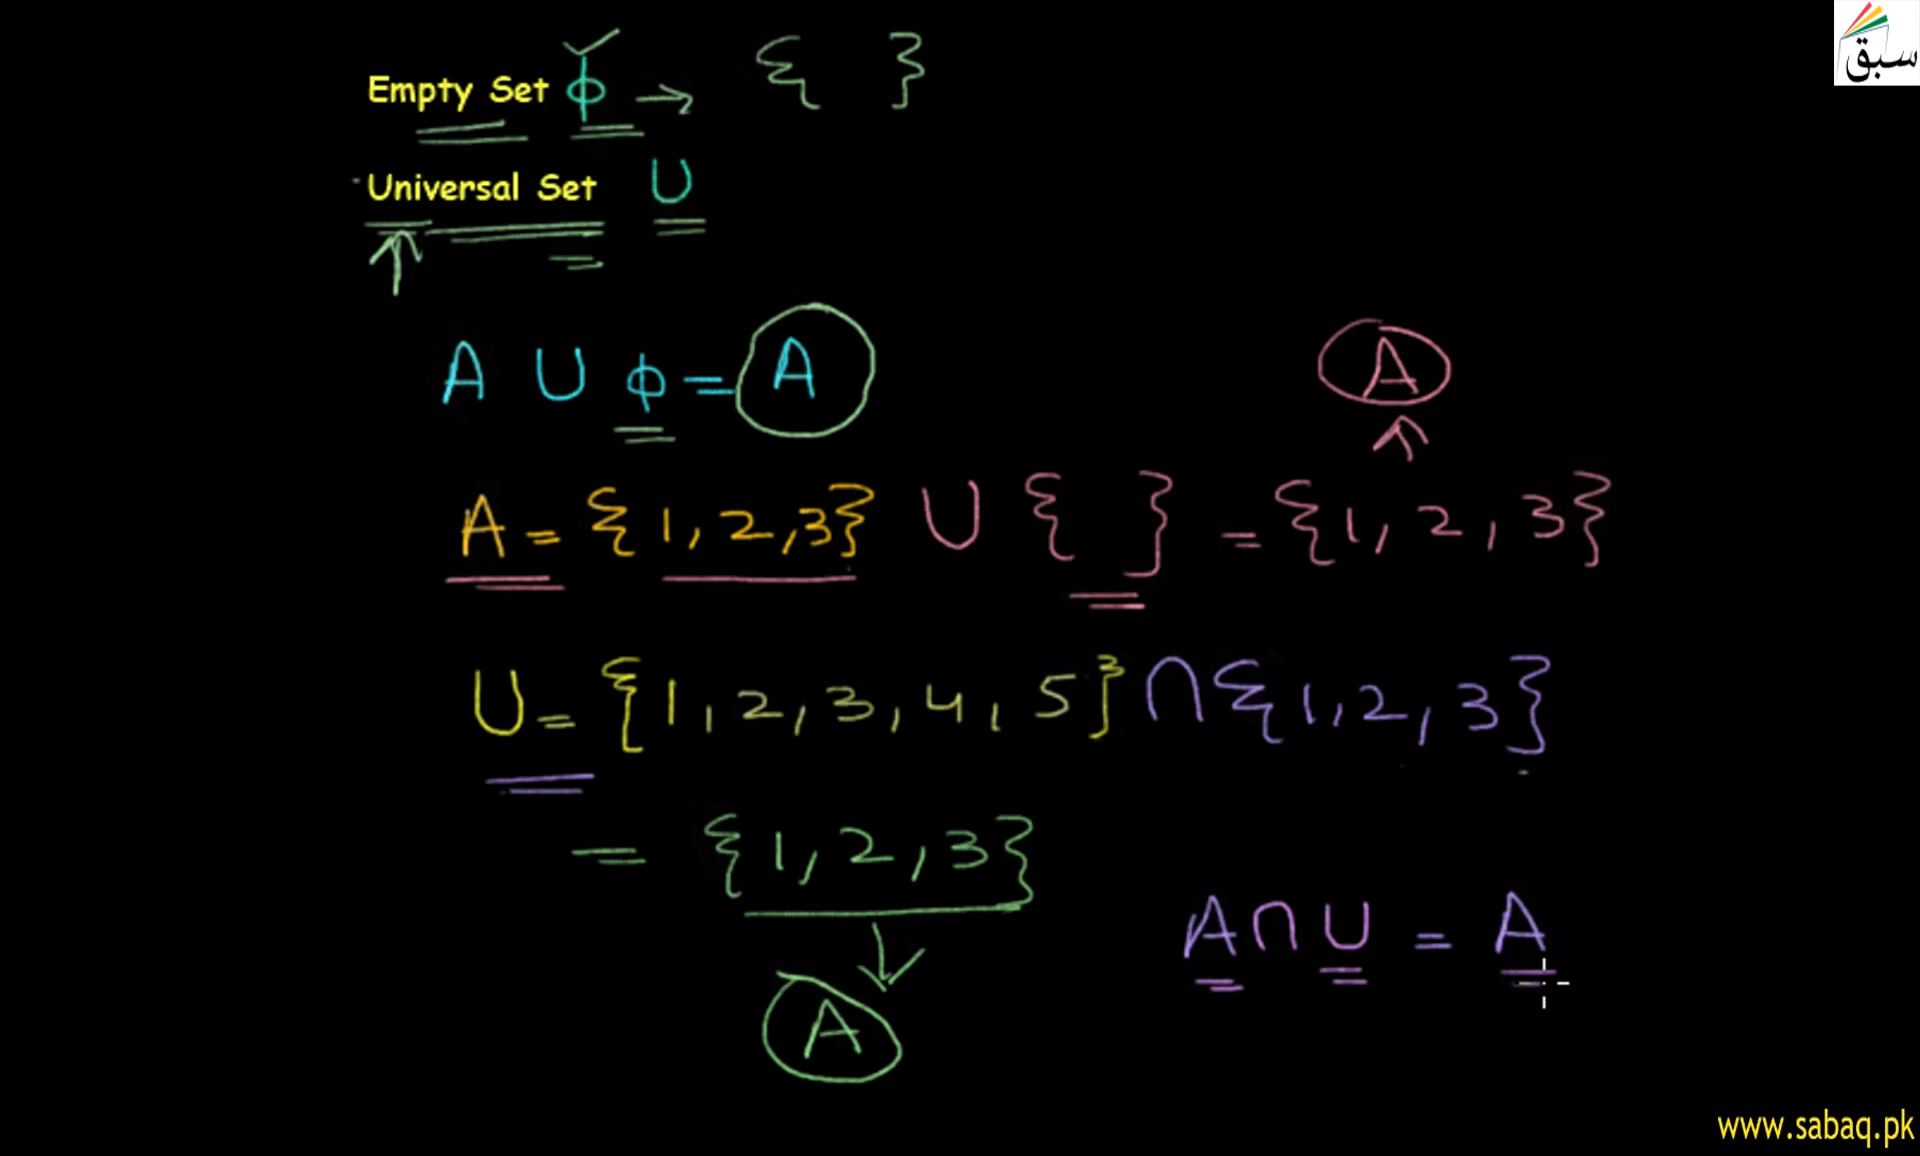 سبق
Empty Set Φ → { }
Universal Set U
A ∪ Φ = A
A
A = {1, 2, 3} ∪ { } = {1, 2, 3}
U = {1, 2, 3, 4, 5} ∩ {1, 2, 3}
= {1, 2, 3}
A ∩ U = A
A
www.sabaq.pk